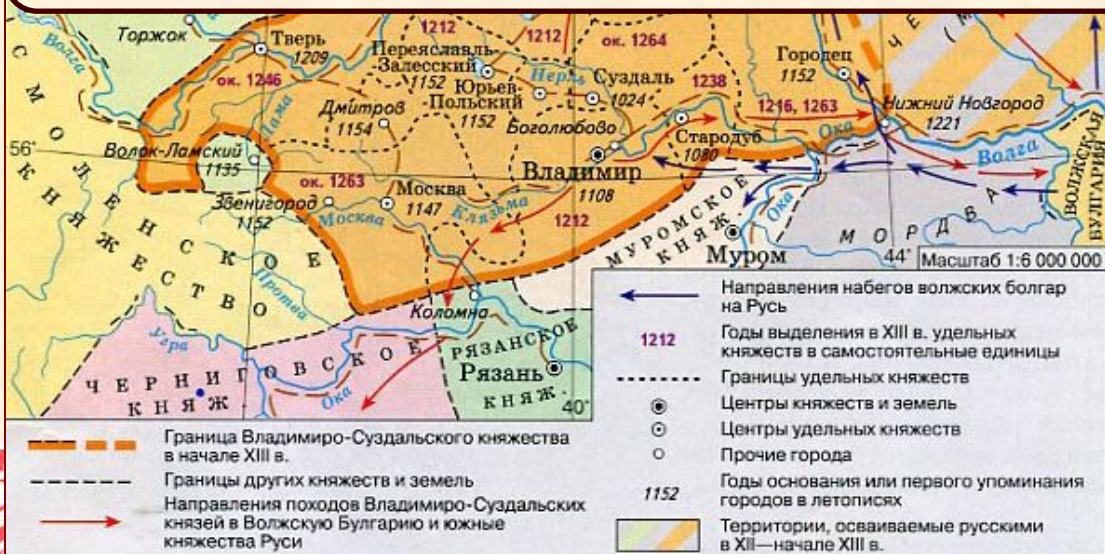 Торжок
Волга
Тверь
1209
1212
1212
ок. 1264
Переяславль-
Залесский
1152
Нерль
Суздаль
1024
Городец
1152
ЧЕ
(М
ок. 1246
Лама
Дмитров
1154
Юрьев-
Польский
1152
Боголюбово
1238
1216, 1263
Нижний Новгород
1221
Стародуб
1080
Ока
Волга
56°
Волок-Ламский
1135
ок. 1263
Владимир
1108
Звенигород
1152
Москва
1147
Москва
Клязьма
1212
СМОЛЕНСКОЕ
КНЯЖЕСТВО
МУРОМСКОЕ
КНЯЖ.
Ока
Муром
МОРДВА
ВОЛЖСКАЯ
БУЛГАРИЯ
44°
Масштаб 1:6 000 000
Протва
Угра
Коломна
ЧЕРНИГОВСКОЕ
КНЯЖ.
Ока
РЯЗАНСКОЕ
КНЯЖ.
Рязань
40°
Направления набегов волжских болгар
на Русь
1212
Годы выделения в XIII в. удельных
княжеств в самостоятельные единицы
Границы удельных княжеств
Центры княжеств и земель
Центры удельных княжеств
Прочие города
1152
Годы основания или первого упоминания
городов в летописях
Территории, осваиваемые русскими
в XII—начале XIII в.
Граница Владимиро-Суздальского княжества
в начале XIII в.
Границы других княжеств и земель
Направления походов Владимиро-Суздальских
князей в Волжскую Булгарию и южные
княжества Руси